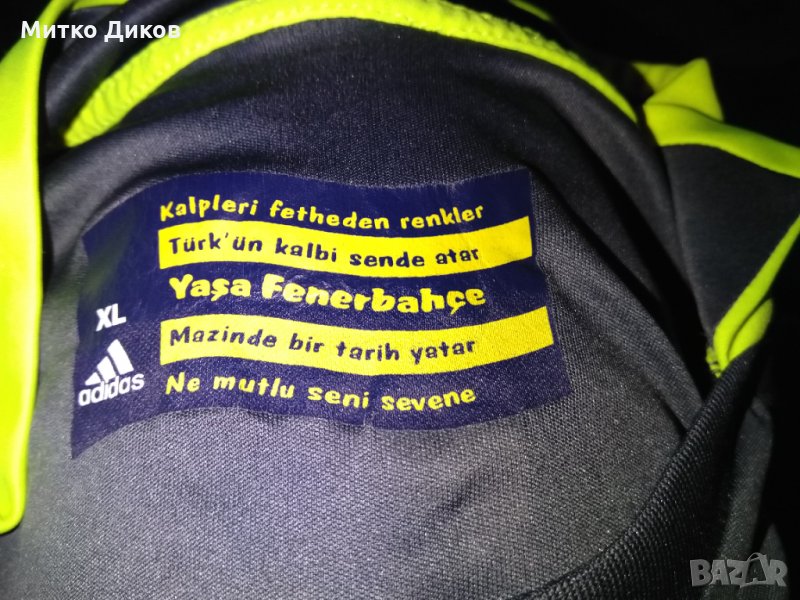 Митко Диков
Kalpleri fetheden renkler
Türk'ün kalbi sende atar
Yaşa Fenerbahçe
Mazinde bir tarih yatar
Ne mutlu seni sevene
XL
adidas
BAZAR